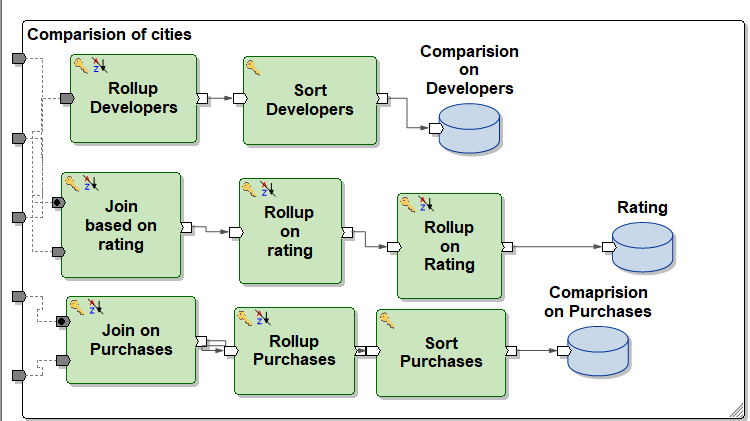 Comparision of cities
Rollup
Developers
Sort
Developers
Comparision
on
Developers
Join
based on
rating
Rollup
on
rating
Rollup
on
Rating
Rating
Join on
Purchases
Rollup
Purchases
Sort
Purchases
Comaprision
on Purchases